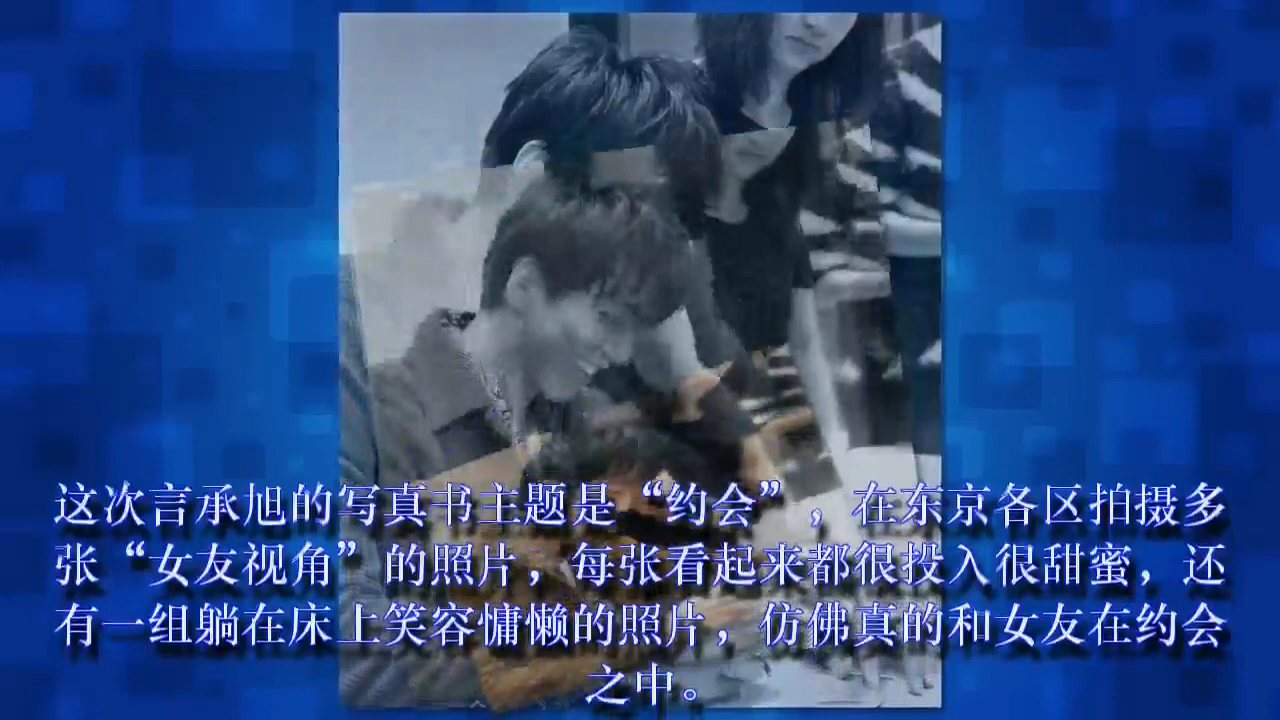 这次言承旭的写真书主题是“约会”，在东京各区拍摄多
张“女友视角”的照片，每张看起来都很投入很甜蜜，还
有一组躺在床上笑容慵懒的照片，仿佛真的和女友在约会
之中。